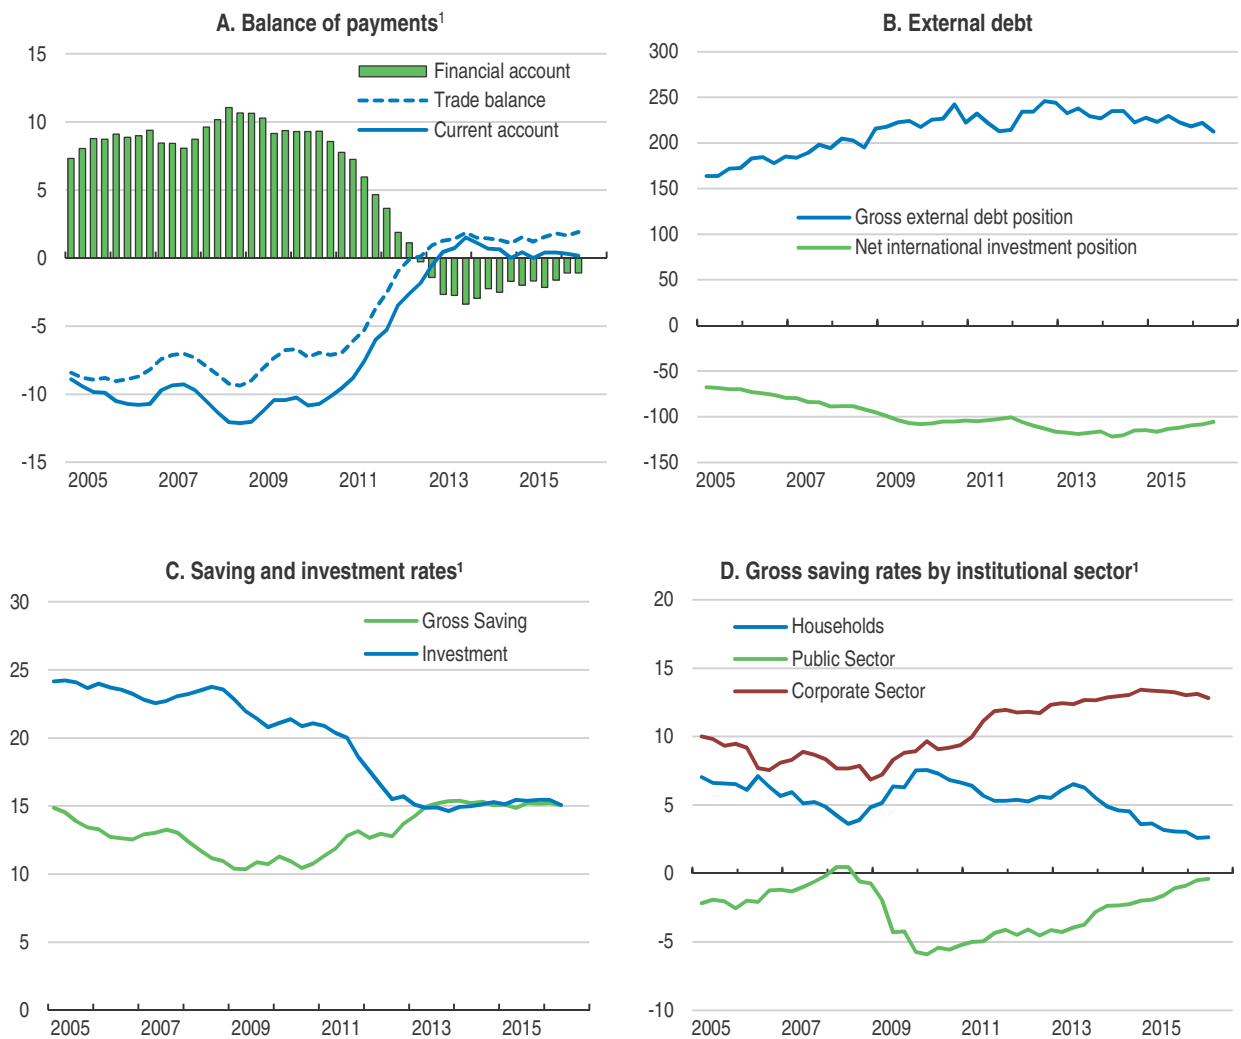 A. Balance of payments¹
15
10
5
0
-5
-10
-15
Financial account
Trade balance
Current account
2005 2007 2009 2011 2013 2015
B. External debt
300
250
200
150
100
50
0
-50
-100
-150
Gross external debt position
Net international investment position
2005 2007 2009 2011 2013 2015
C. Saving and investment rates¹
30
25
20
15
10
5
0
Gross Saving
Investment
2005 2007 2009 2011 2013 2015
D. Gross saving rates by institutional sector¹
20
15
10
5
0
-5
-10
Households
Public Sector
Corporate Sector
2005 2007 2009 2011 2013 2015